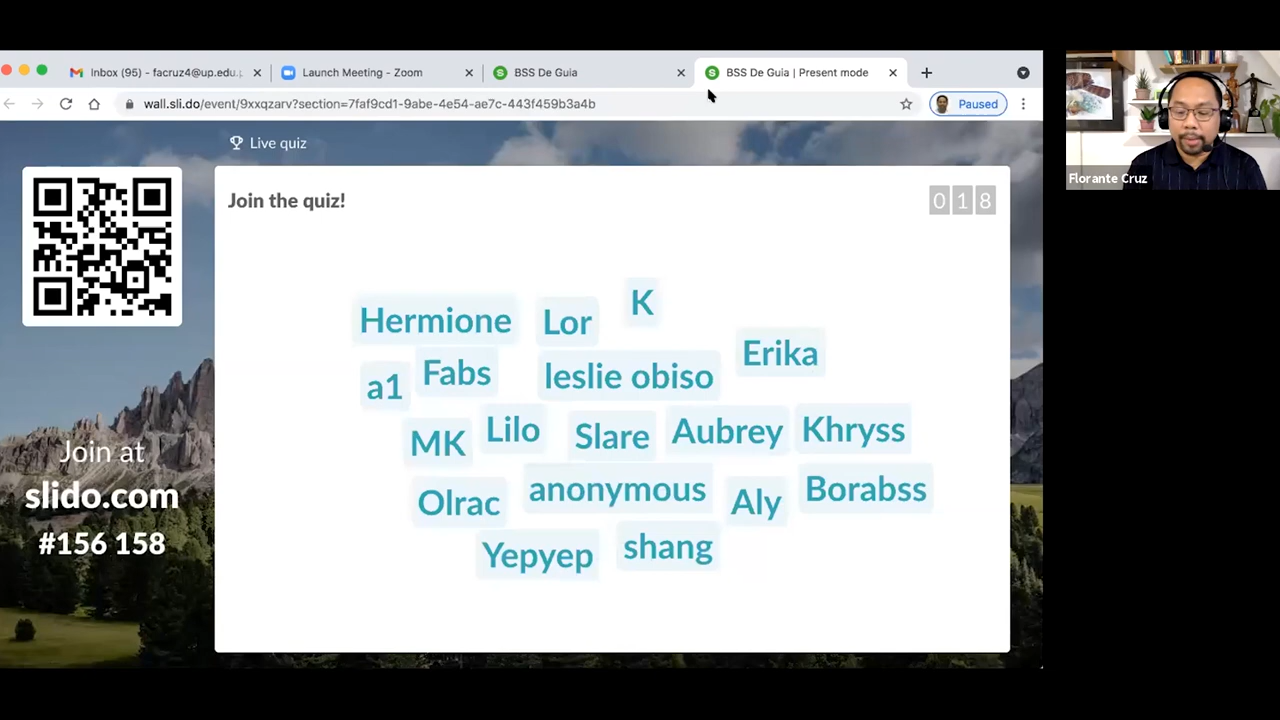 Inbox (95) - facruz4@up.edu.
Launch Meeting - Zoom
BSS De Guia
BSS De Guia | Present mode
wall.sli.do/event/9xxqzarv?section=7faf9cd1-9abe-4e54-ae7c-443f459b3a4b
Paused
Live quiz
Join the quiz!
018
Join at
slido.com
#156 158
Hermione Lor K
Erika
a1 Fabs leslie obiso
MK Lilo Slare Aubrey Khryss
Olrac anonymous Aly Borabss
Yepyep shang
Florante Cruz